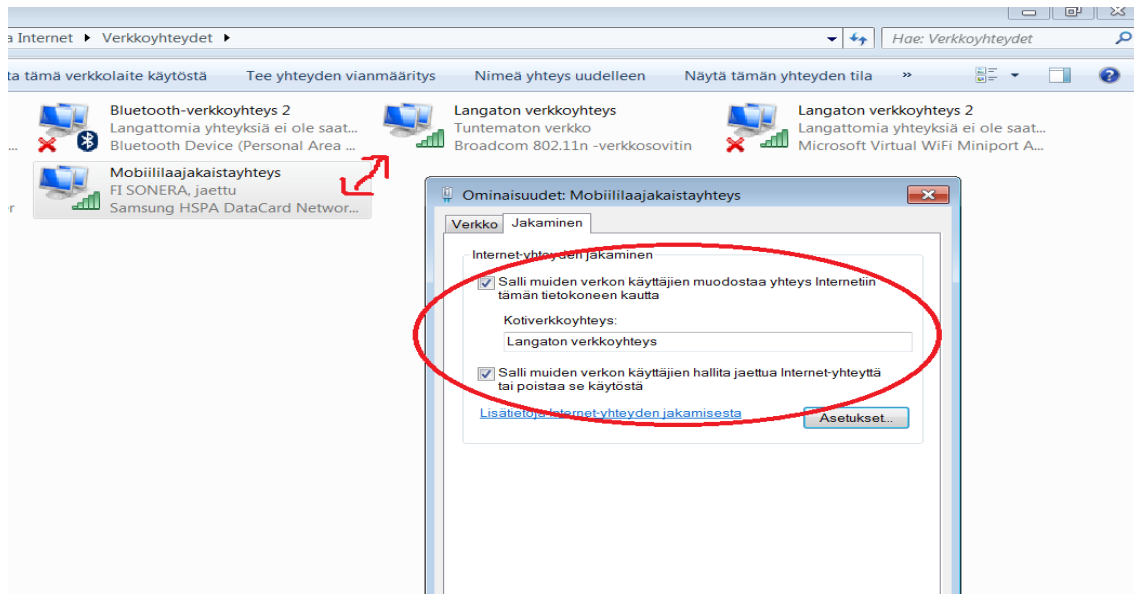 a Internet ▸ Verkkoyhteydet ▸
Hae: Verkkoyhteydet
ta tämä verkkolaite käytöstä Tee yhteyden vianmääritys Nimeä yhteys uudelleen Näytä tämän yhteyden tila »
Bluetooth-verkkoyhteys 2
Langattomia yhteyksiä ei ole saat...
Bluetooth Device (Personal Area ...
Langaton verkkoyhteys
Tuntematon verkko
Broadcom 802.11n -verkkosovitin
Langaton verkkoyhteys 2
Langattomia yhteyksiä ei ole saat...
Microsoft Virtual WiFi Miniport A...
...
Mobiililaajakaistayhteys
FI SONERA, jaettu
Samsung HSPA DataCard Networ...
r
Ominaisuudet: Mobiililaajakaistayhteys
Verkko Jakaminen
Internet-yhteyden jakaminen
Salli muiden verkon käyttäjien muodostaa yhteys Internetiin
tämän tietokoneen kautta
Kotiverkkoyhteys:
Langaton verkkoyhteys
Salli muiden verkon käyttäjien hallita jaettua Internet-yhteyttä
tai poistaa se käytöstä
Lisätietoja Internet-yhteyden jakamisesta
Asetukset...